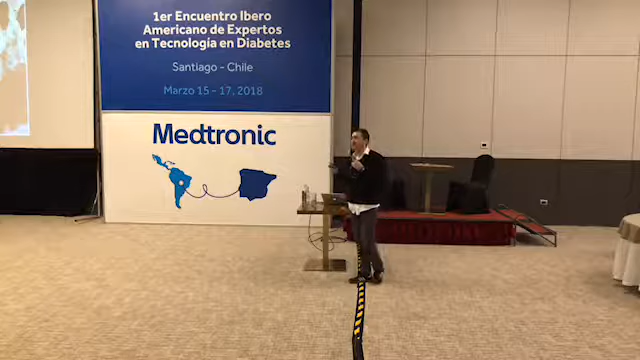 1er Encuentro Ibero
Americano de Expertos
en Tecnología en Diabetes
Santiago - Chile
Marzo 15 - 17, 2018
Medtronic